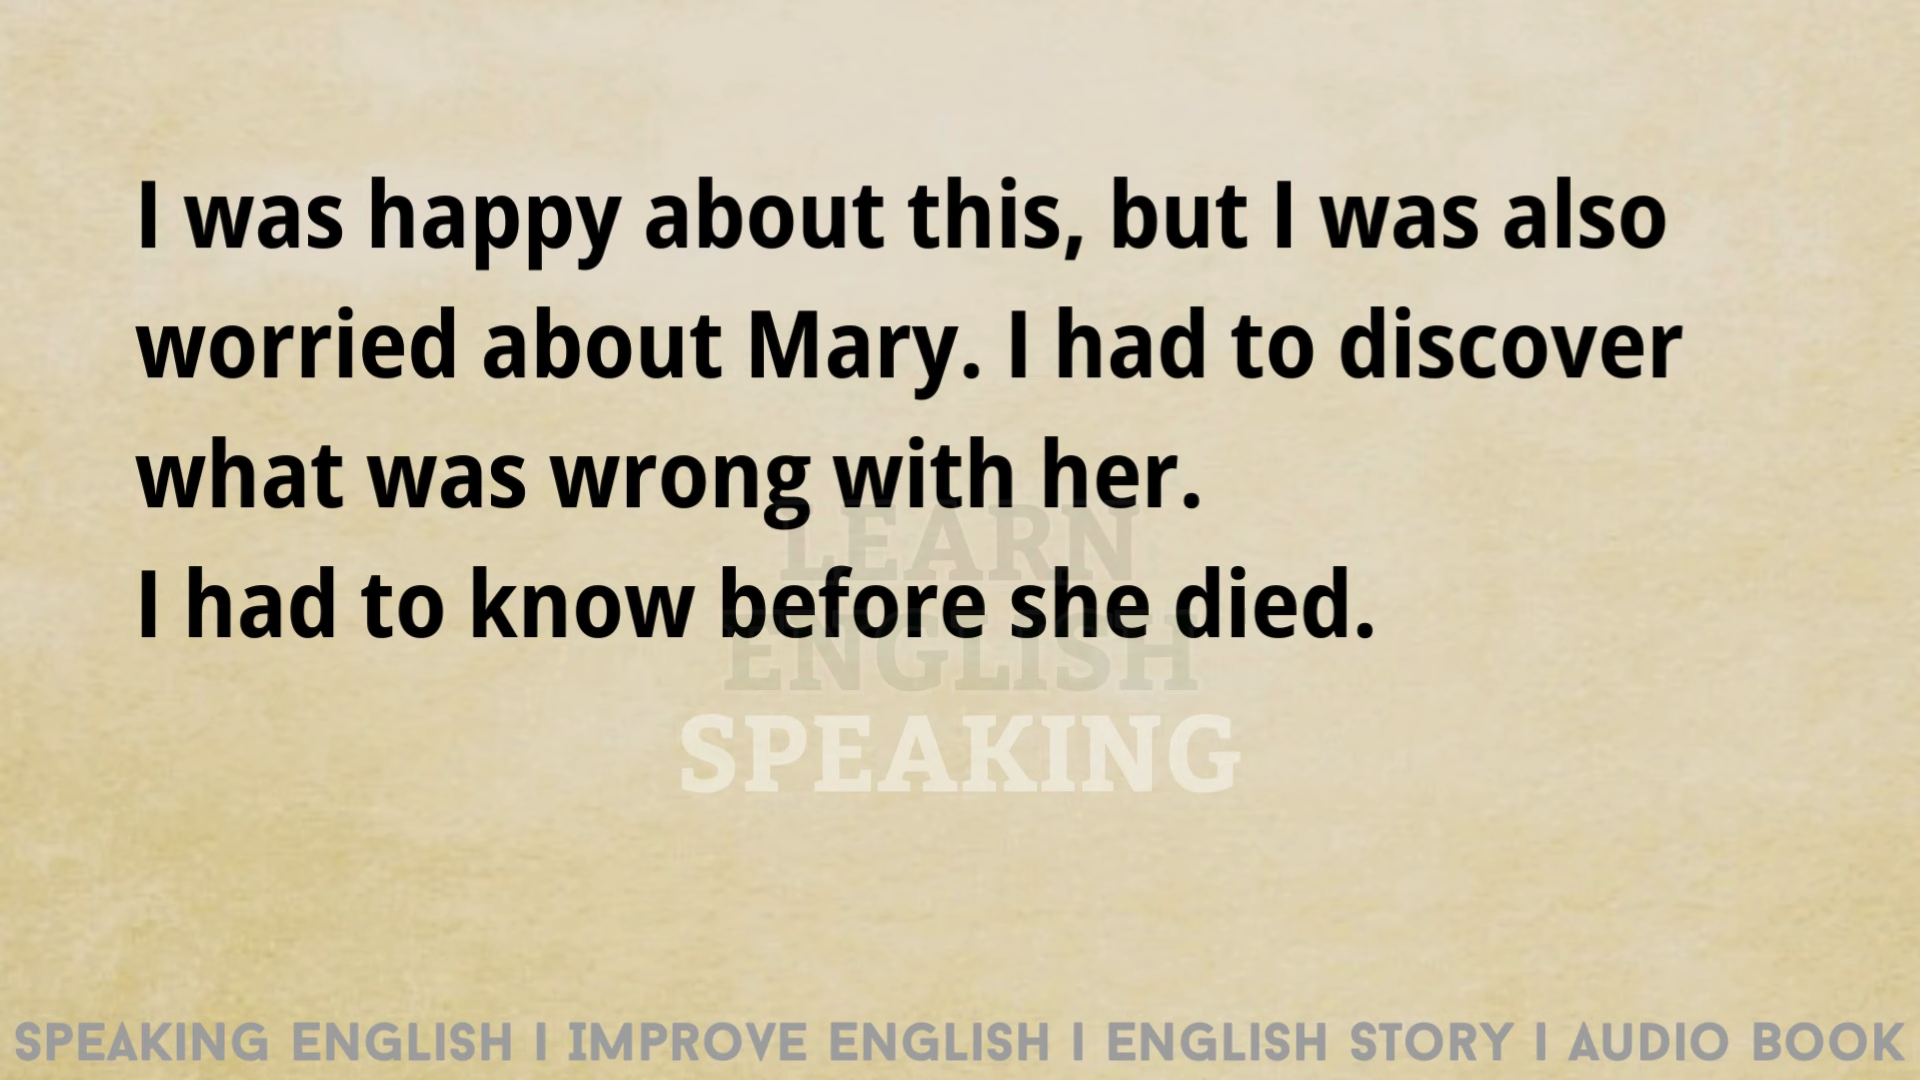 I was happy about this, but I was also
worried about Mary. I had to discover
what was wrong with her.
I had to know before she died.
LEARN
ENGLISH
SPEAKING
SPEAKING ENGLISH I IMPROVE ENGLISH I ENGLISH STORY I AUDIO BOOK